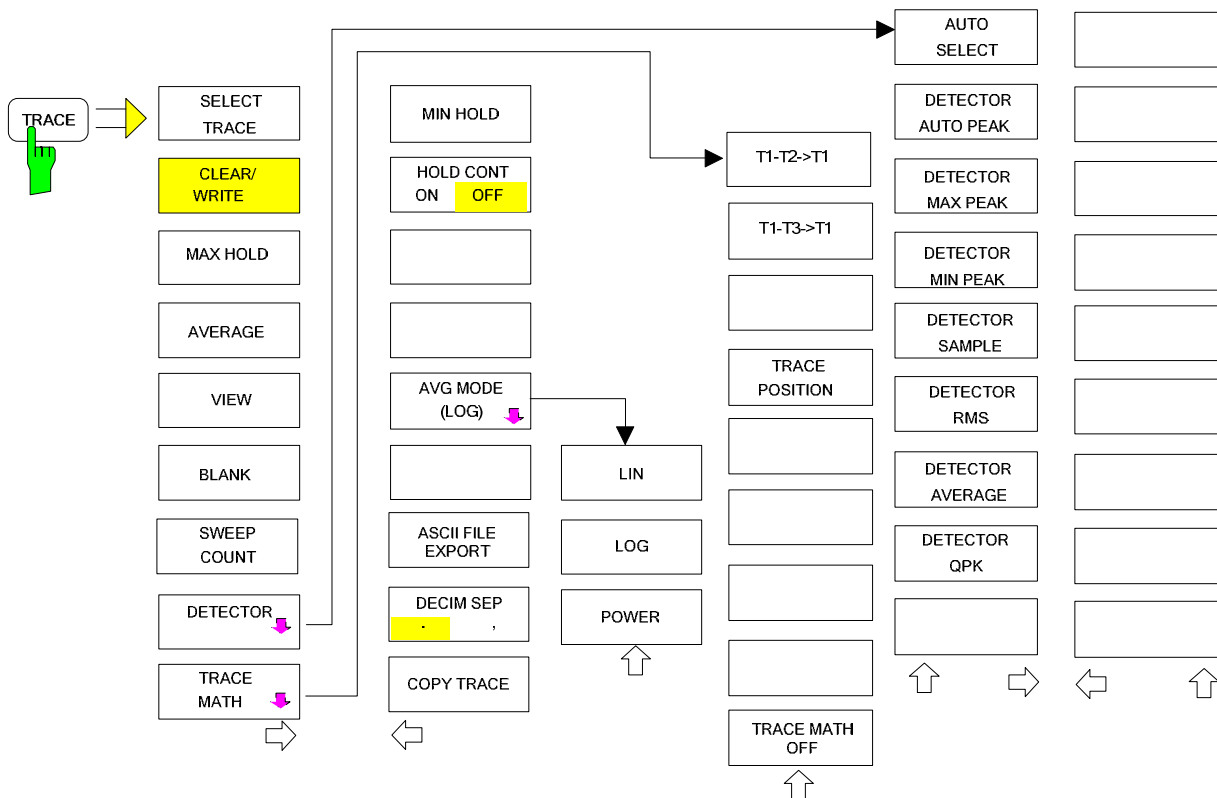 TRACE
SELECT
TRACE
CLEAR/
WRITE
MAX HOLD
AVERAGE
VIEW
BLANK
SWEEP
COUNT
DETECTOR
TRACE
MATH
MIN HOLD
HOLD CONT
ON OFF
AVG MODE
(LOG)
ASCII FILE
EXPORT
DECIM SEP
. ,
COPY TRACE
LIN
LOG
POWER
T1-T2->T1
T1-T3->T1
TRACE
POSITION
TRACE MATH
OFF
AUTO
SELECT
DETECTOR
AUTO PEAK
DETECTOR
MAX PEAK
DETECTOR
MIN PEAK
DETECTOR
SAMPLE
DETECTOR
RMS
DETECTOR
AVERAGE
DETECTOR
QPK